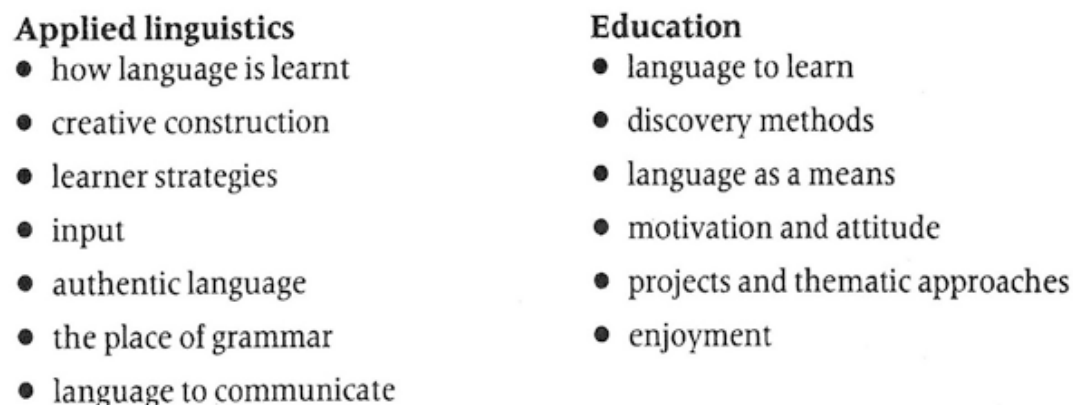 Applied linguistics
• how language is learnt
• creative construction
• learner strategies
• input
• authentic language
• the place of grammar
• language to communicate
Education
• language to learn
• discovery methods
• language as a means
• motivation and attitude
• projects and thematic approaches
• enjoyment